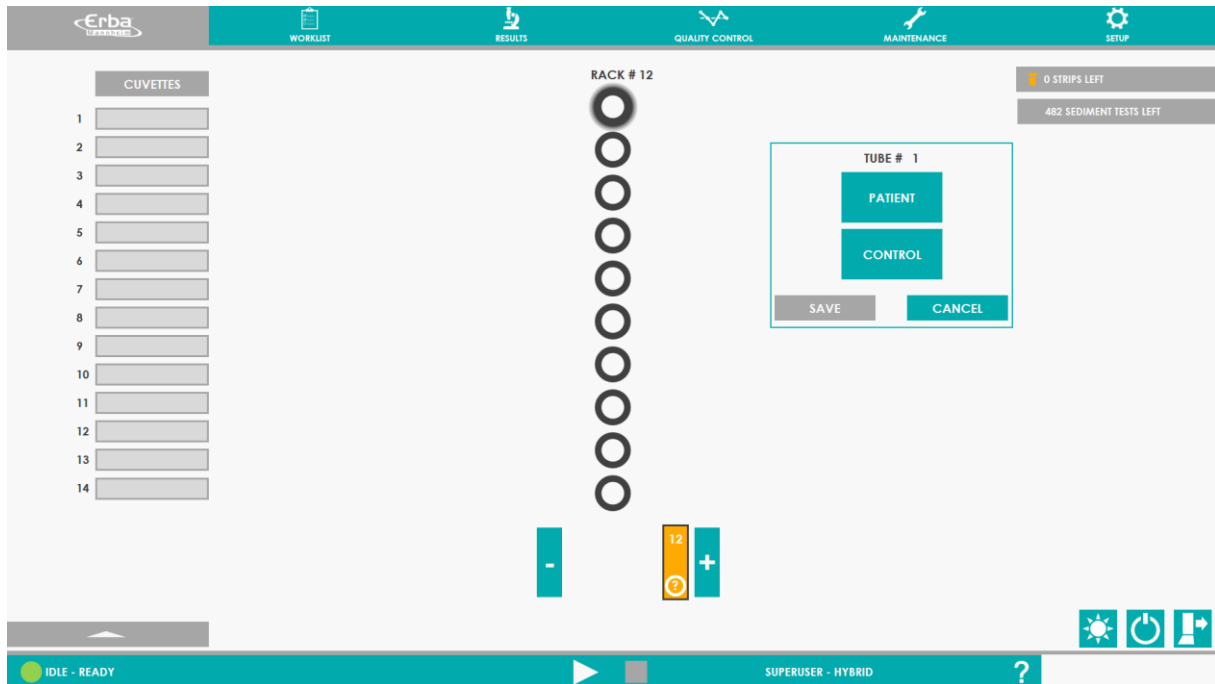 Erba
Mannheim
WORKLIST
RESULTS
QUALITY CONTROL
MAINTENANCE
SETUP
CUVETTES
1
2
3
4
5
6
7
8
9
10
11
12
13
14
RACK # 12
0 STRIPS LEFT
482 SEDIMENT TESTS LEFT
TUBE # 1
PATIENT
CONTROL
SAVE CANCEL
-
12
?
+
IDLE - READY
SUPERUSER - HYBRID
?